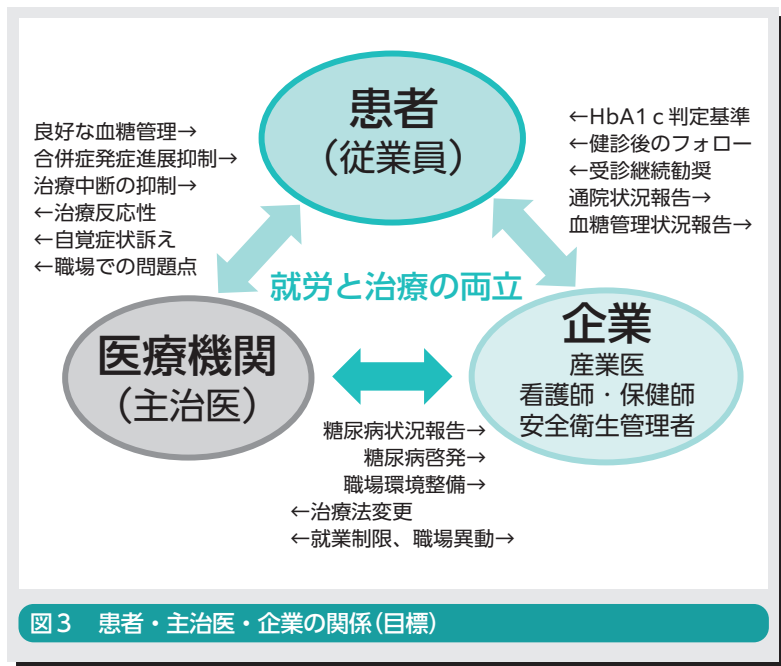 患者
（従業員）
良好な血糖管理→
合併症発症進展抑制→
治療中断の抑制→
←治療反応性
←自覚症状訴え
←職場での問題点
←HbA1ｃ判定基準
←健診後のフォロー
←受診継続勧奨
通院状況報告→
血糖管理状況報告→
就労と治療の両立
医療機関
（主治医）
企業
産業医
看護師・保健師
安全衛生管理者
糖尿病状況報告→
糖尿病啓発→
職場環境整備→
←治療法変更
←就業制限、職場異動→
図３　患者・主治医・企業の関係（目標）